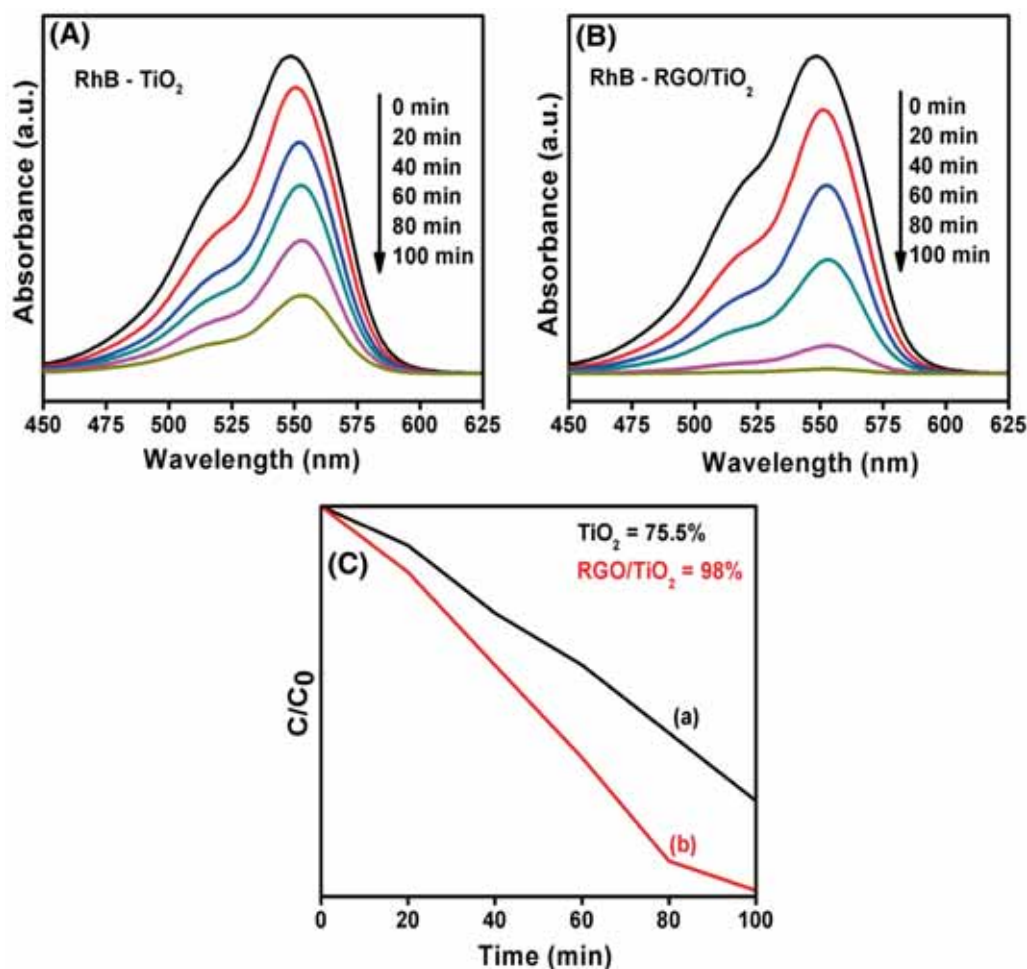 (A)
RhB - TiO₂
0 min
20 min
40 min
60 min
80 min
100 min
Absorbance (a.u.)
450 475 500 525 550 575 600 625
Wavelength (nm)
(B)
RhB - RGO/TiO₂
0 min
20 min
40 min
60 min
80 min
100 min
Absorbance (a.u.)
450 475 500 525 550 575 600 625
Wavelength (nm)
(C)
TiO₂ = 75.5%
RGO/TiO₂ = 98%
C/C₀
(a)
(b)
0 20 40 60 80 100
Time (min)